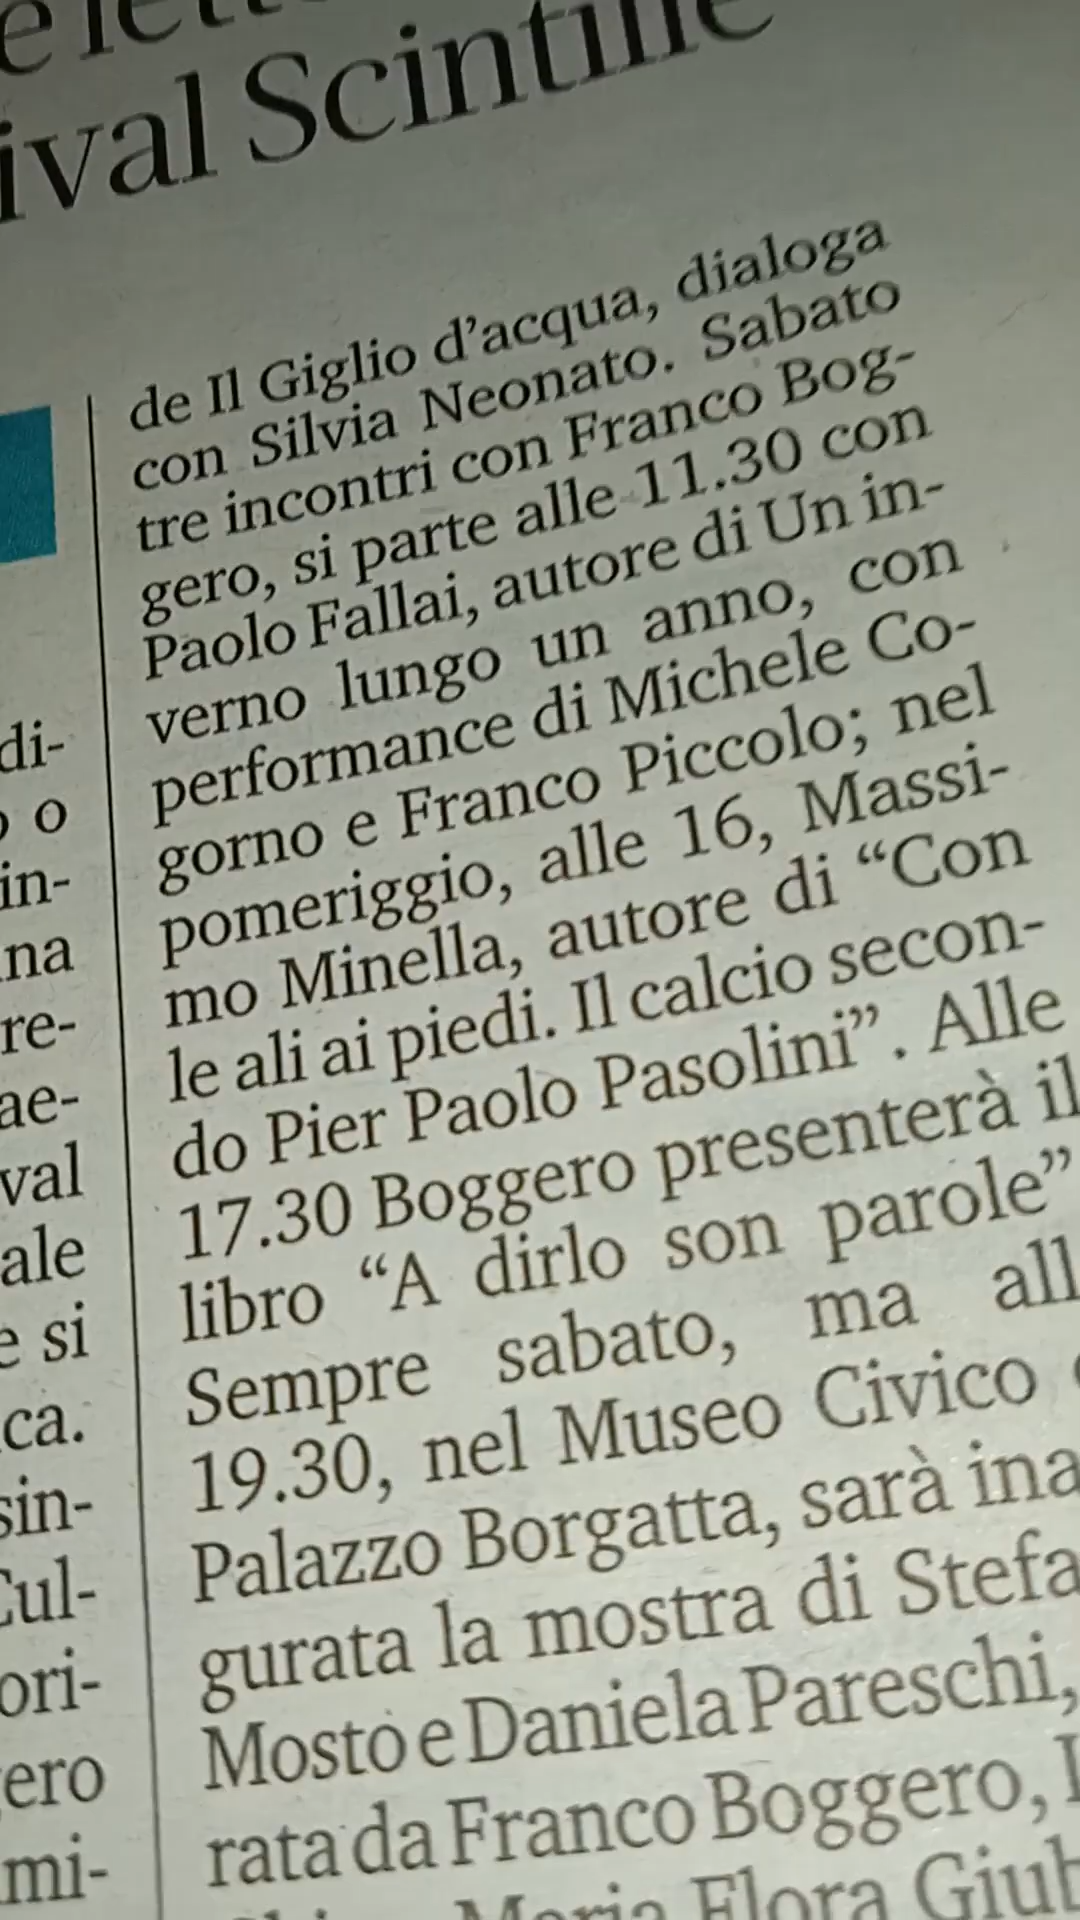 ival Scintille
di-
o
in-
na
re-
ae-
val
ale
e si
ca.
sin-
Cul-
ori-
ero
mi-
de Il Giglio d'acqua, dialoga
con Silvia Neonato. Sabato
tre incontri con Franco Bog-
gero, si parte alle 11.30 con
Paolo Fallai, autore di Un in-
verno lungo un anno, con
performance di Michele Co-
gorno e Franco Piccolo; nel
pomeriggio, alle 16, Massi-
mo Minella, autore di “Con
le ali ai piedi. Il calcio secon-
do Pier Paolo Pasolini”. Alle
17.30 Boggero presenterà il
libro “A dirlo son parole”
Sempre sabato, ma all
19.30, nel Museo Civico
Palazzo Borgatta, sarà ina
gurata la mostra di Stefa
Mosto e Daniela Pareschi,
rata da Franco Boggero,
Maria Flora Giub